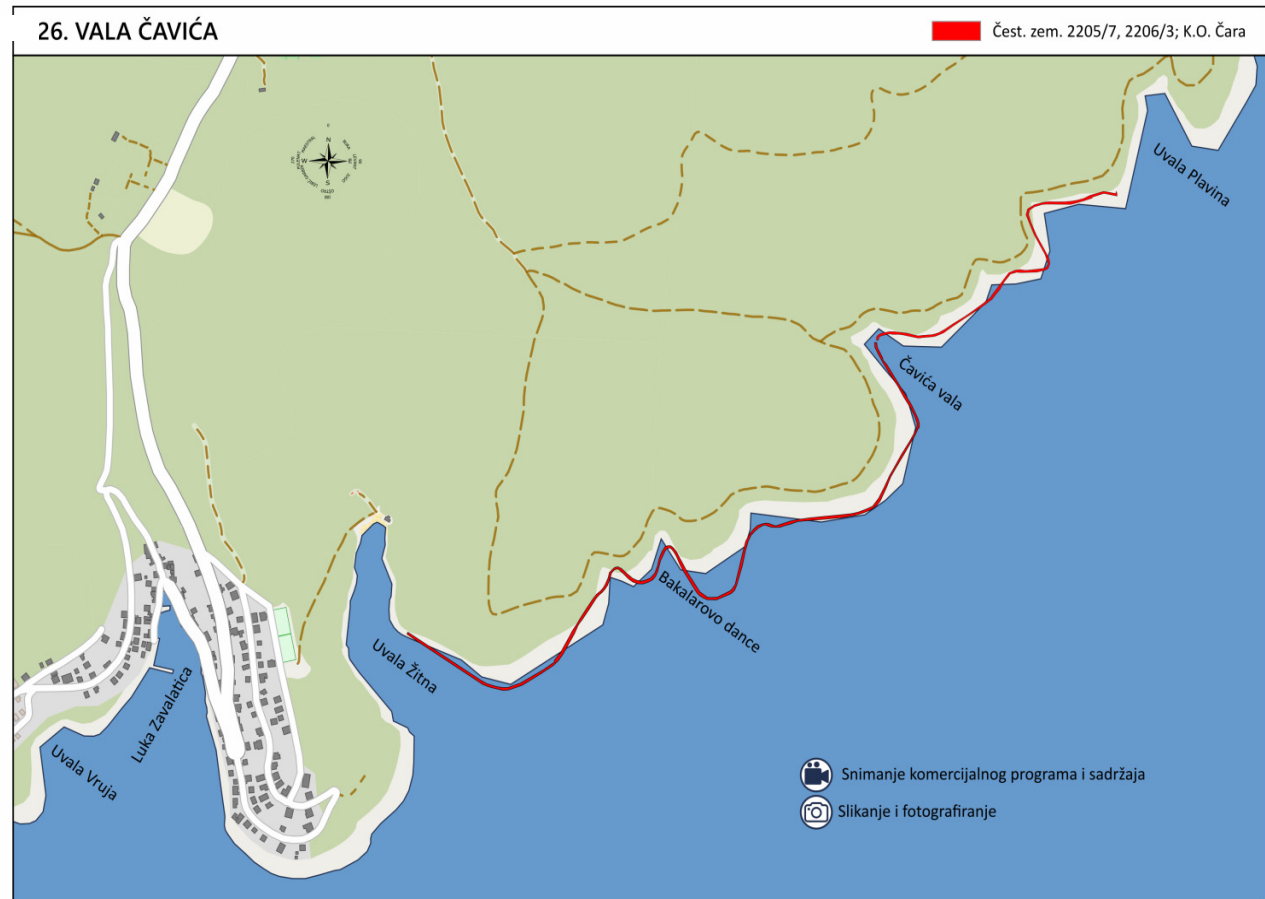 26. VALA ČAVIĆA
Čest. zem. 2205/7, 2206/3; K.O. Čara
N
W
S
Uvala Plavina
Čavića vala
Bakalarovo dance
Uvala Žitna
Luka Zavalatica
Uvala Vruja
Snimanje komercijalnog programa i sadržaja
Slikanje i fotografiranje